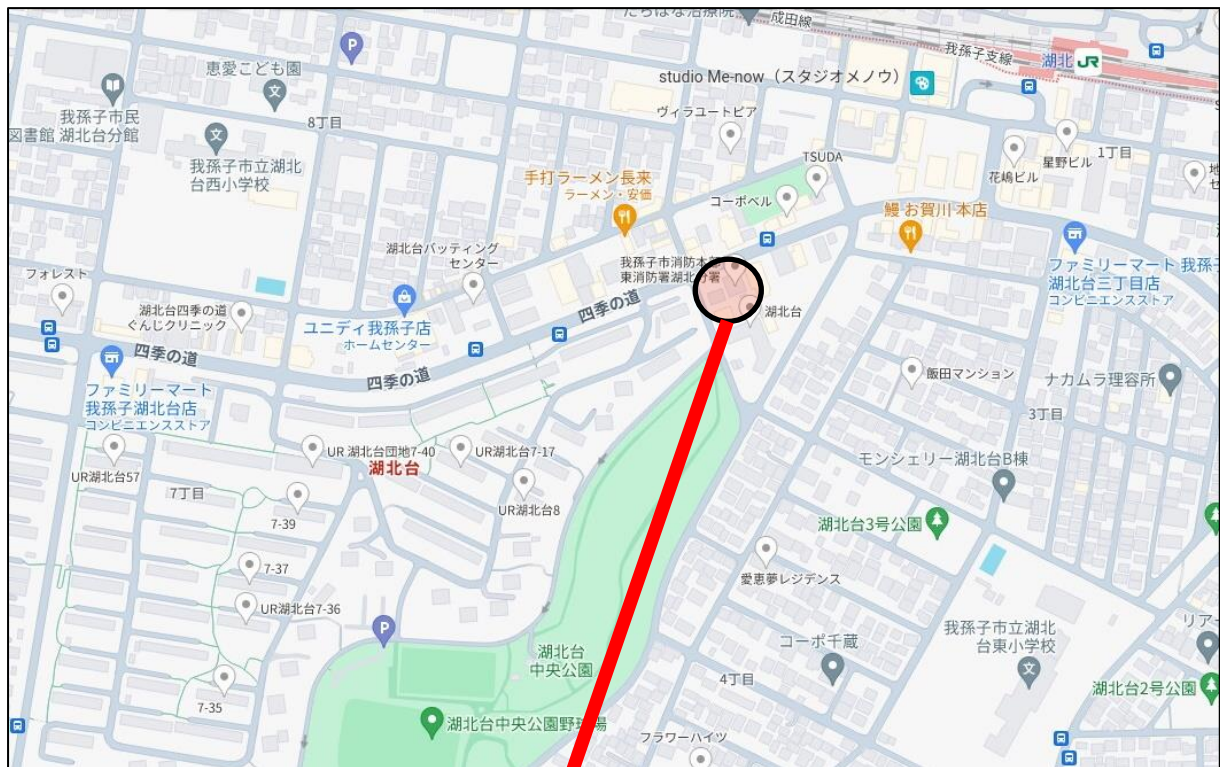 たちばな治療院
成田線
我孫子支線
湖北
JR
studio Me-now（スタジオメノウ）
恵愛こども園
我孫子市民
図書館 湖北台分館
8丁目
ヴィラユートピア
我孫子市立湖北
台西小学校
手打ラーメン長来
ラーメン・安価
TSUDA
コーポベル
花嶋ビル
星野ビル
1丁目
鰻 お賀川 本店
湖北台バッティング
センター
我孫子市消防本部
東消防署湖北分署
ファミリーマート 我孫子
湖北台三丁目店
コンビニエンスストア
フォレスト
湖北台四季の道
ぐんじクリニック
ユニディ我孫子店
ホームセンター
四季の道
湖北台
四季の道
四季の道
ファミリーマート
我孫子湖北台店
コンビニエンスストア
飯田マンション
ナカムラ理容所
3丁目
UR湖北台57
UR 湖北台団地7-40
湖北台
UR湖北台7-17
モンシェリー湖北台B棟
7丁目
7-39
UR湖北台8
湖北台3号公園
7-37
愛恵夢レジデンス
UR湖北台7-36
P
P
湖北台
中央公園
コーポ千蔵
我孫子市立湖北
台東小学校
リアー
7-35
4丁目
湖北台2号公園
湖北台中央公園野球場
フラワーハイツ